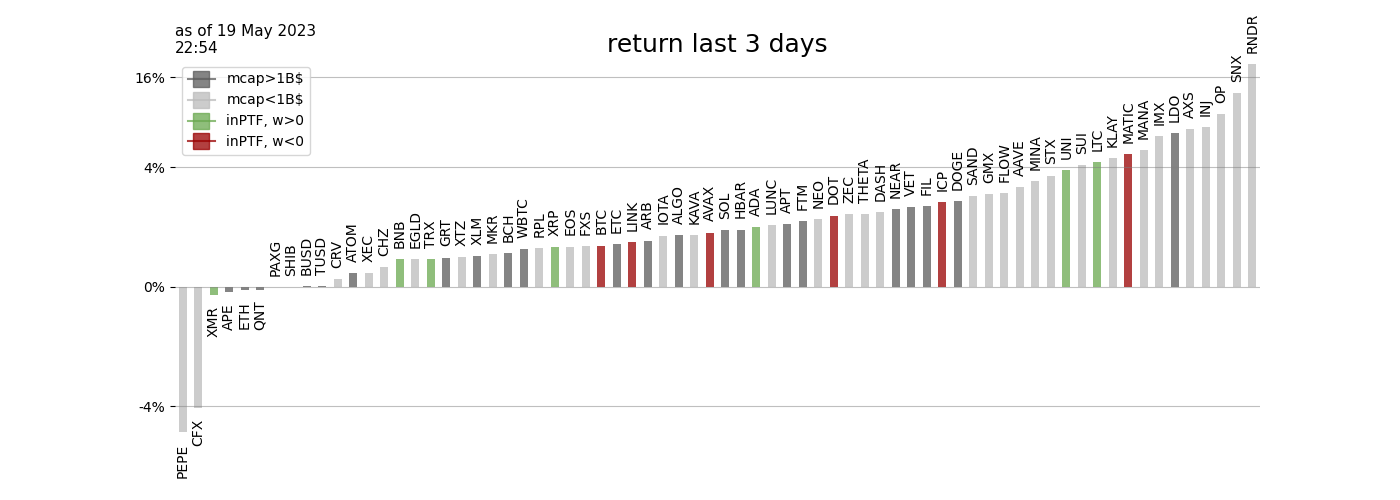 as of 19 May 2023
22:54
return last 3 days
mcap>1B$
mcap<1B$
inPTF, w>0
inPTF, w<0
16%
4%
0%
-4%
PEPE
CFX
XMR
APE
ETH
QNT
PAXG
SHIB
BUSD
TUSD
CRV
ATOM
XEC
CHZ
BNB
EGLD
TRX
GRT
XTZ
XLM
MKR
BCH
WBTC
RPL
XRP
EOS
FXS
BTC
ETC
LINK
ARB
IOTA
ALGO
KAVA
AVAX
SOL
HBAR
ADA
LUNC
APT
FTM
NEO
DOT
ZEC
THETA
DASH
NEAR
VET
FIL
ICP
DOGE
SAND
GMX
FLOW
AAVE
MINA
STX
UNI
SUI
LTC
KLAY
MATIC
MANA
IMX
LDO
AXS
INJ
OP
SNX
RNDR